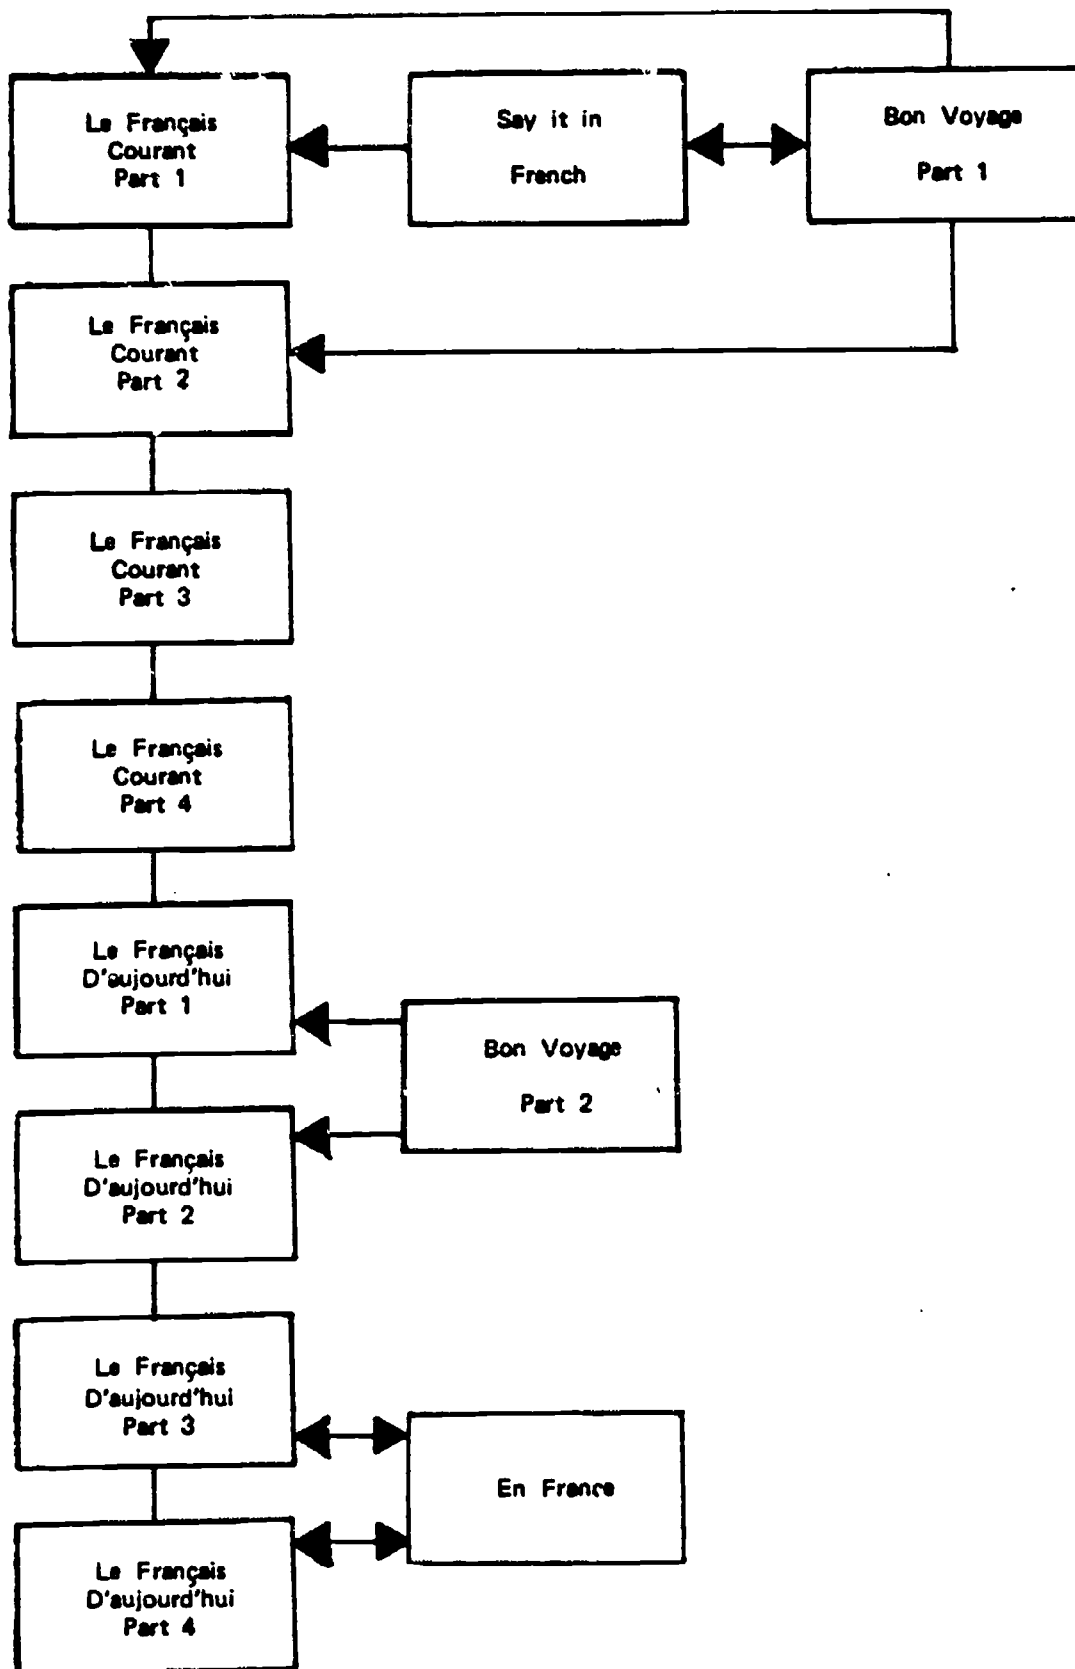 Le Français
Courant
Part 1
Say it in
French
Bon Voyage
Part 1
Le Français
Courant
Part 2
Le Français
Courant
Part 3
Le Français
Courant
Part 4
Le Français
D'aujourd'hui
Part 1
Bon Voyage
Part 2
Le Français
D'aujourd'hui
Part 2
Le Français
D'aujourd'hui
Part 3
En France
Le Français
D'aujourd'hui
Part 4